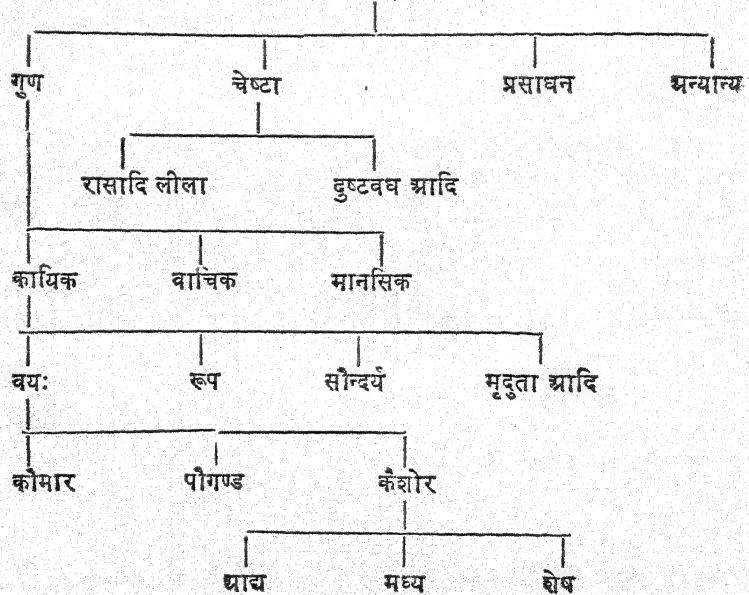 गुण चेष्टा प्रसाधन अन्यान्य
रासादि लीला दुष्टवध आदि
कायिक वाचिक मानसिक
वयः रूप सौन्दर्य मृदुता आदि
कौमार पौगण्ड कैशोर
आद्य मध्य शेष